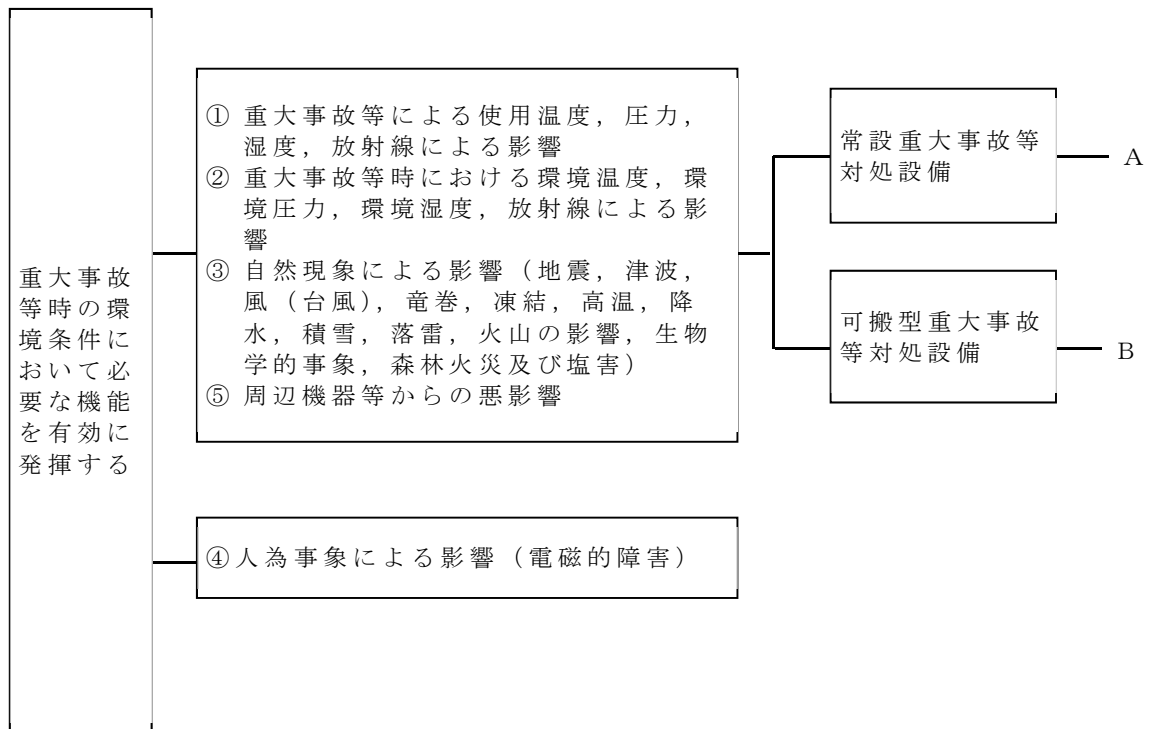 重大事故
等時の環
境条件に
おいて必
要な機能
を有効に
発揮する
① 重大事故等による使用温度，圧力，
湿度，放射線による影響
② 重大事故等時における環境温度，環
境圧力，環境湿度，放射線による影
響
③ 自然現象による影響（地震，津波，
風（台風），竜巻，凍結，高温，降
水，積雪，落雷，火山の影響，生物
学的事象，森林火災及び塩害）
⑤ 周辺機器等からの悪影響
④人為事象による影響（電磁的障害）
常設重大事故等
対処設備
A
可搬型重大事故
等対処設備
B